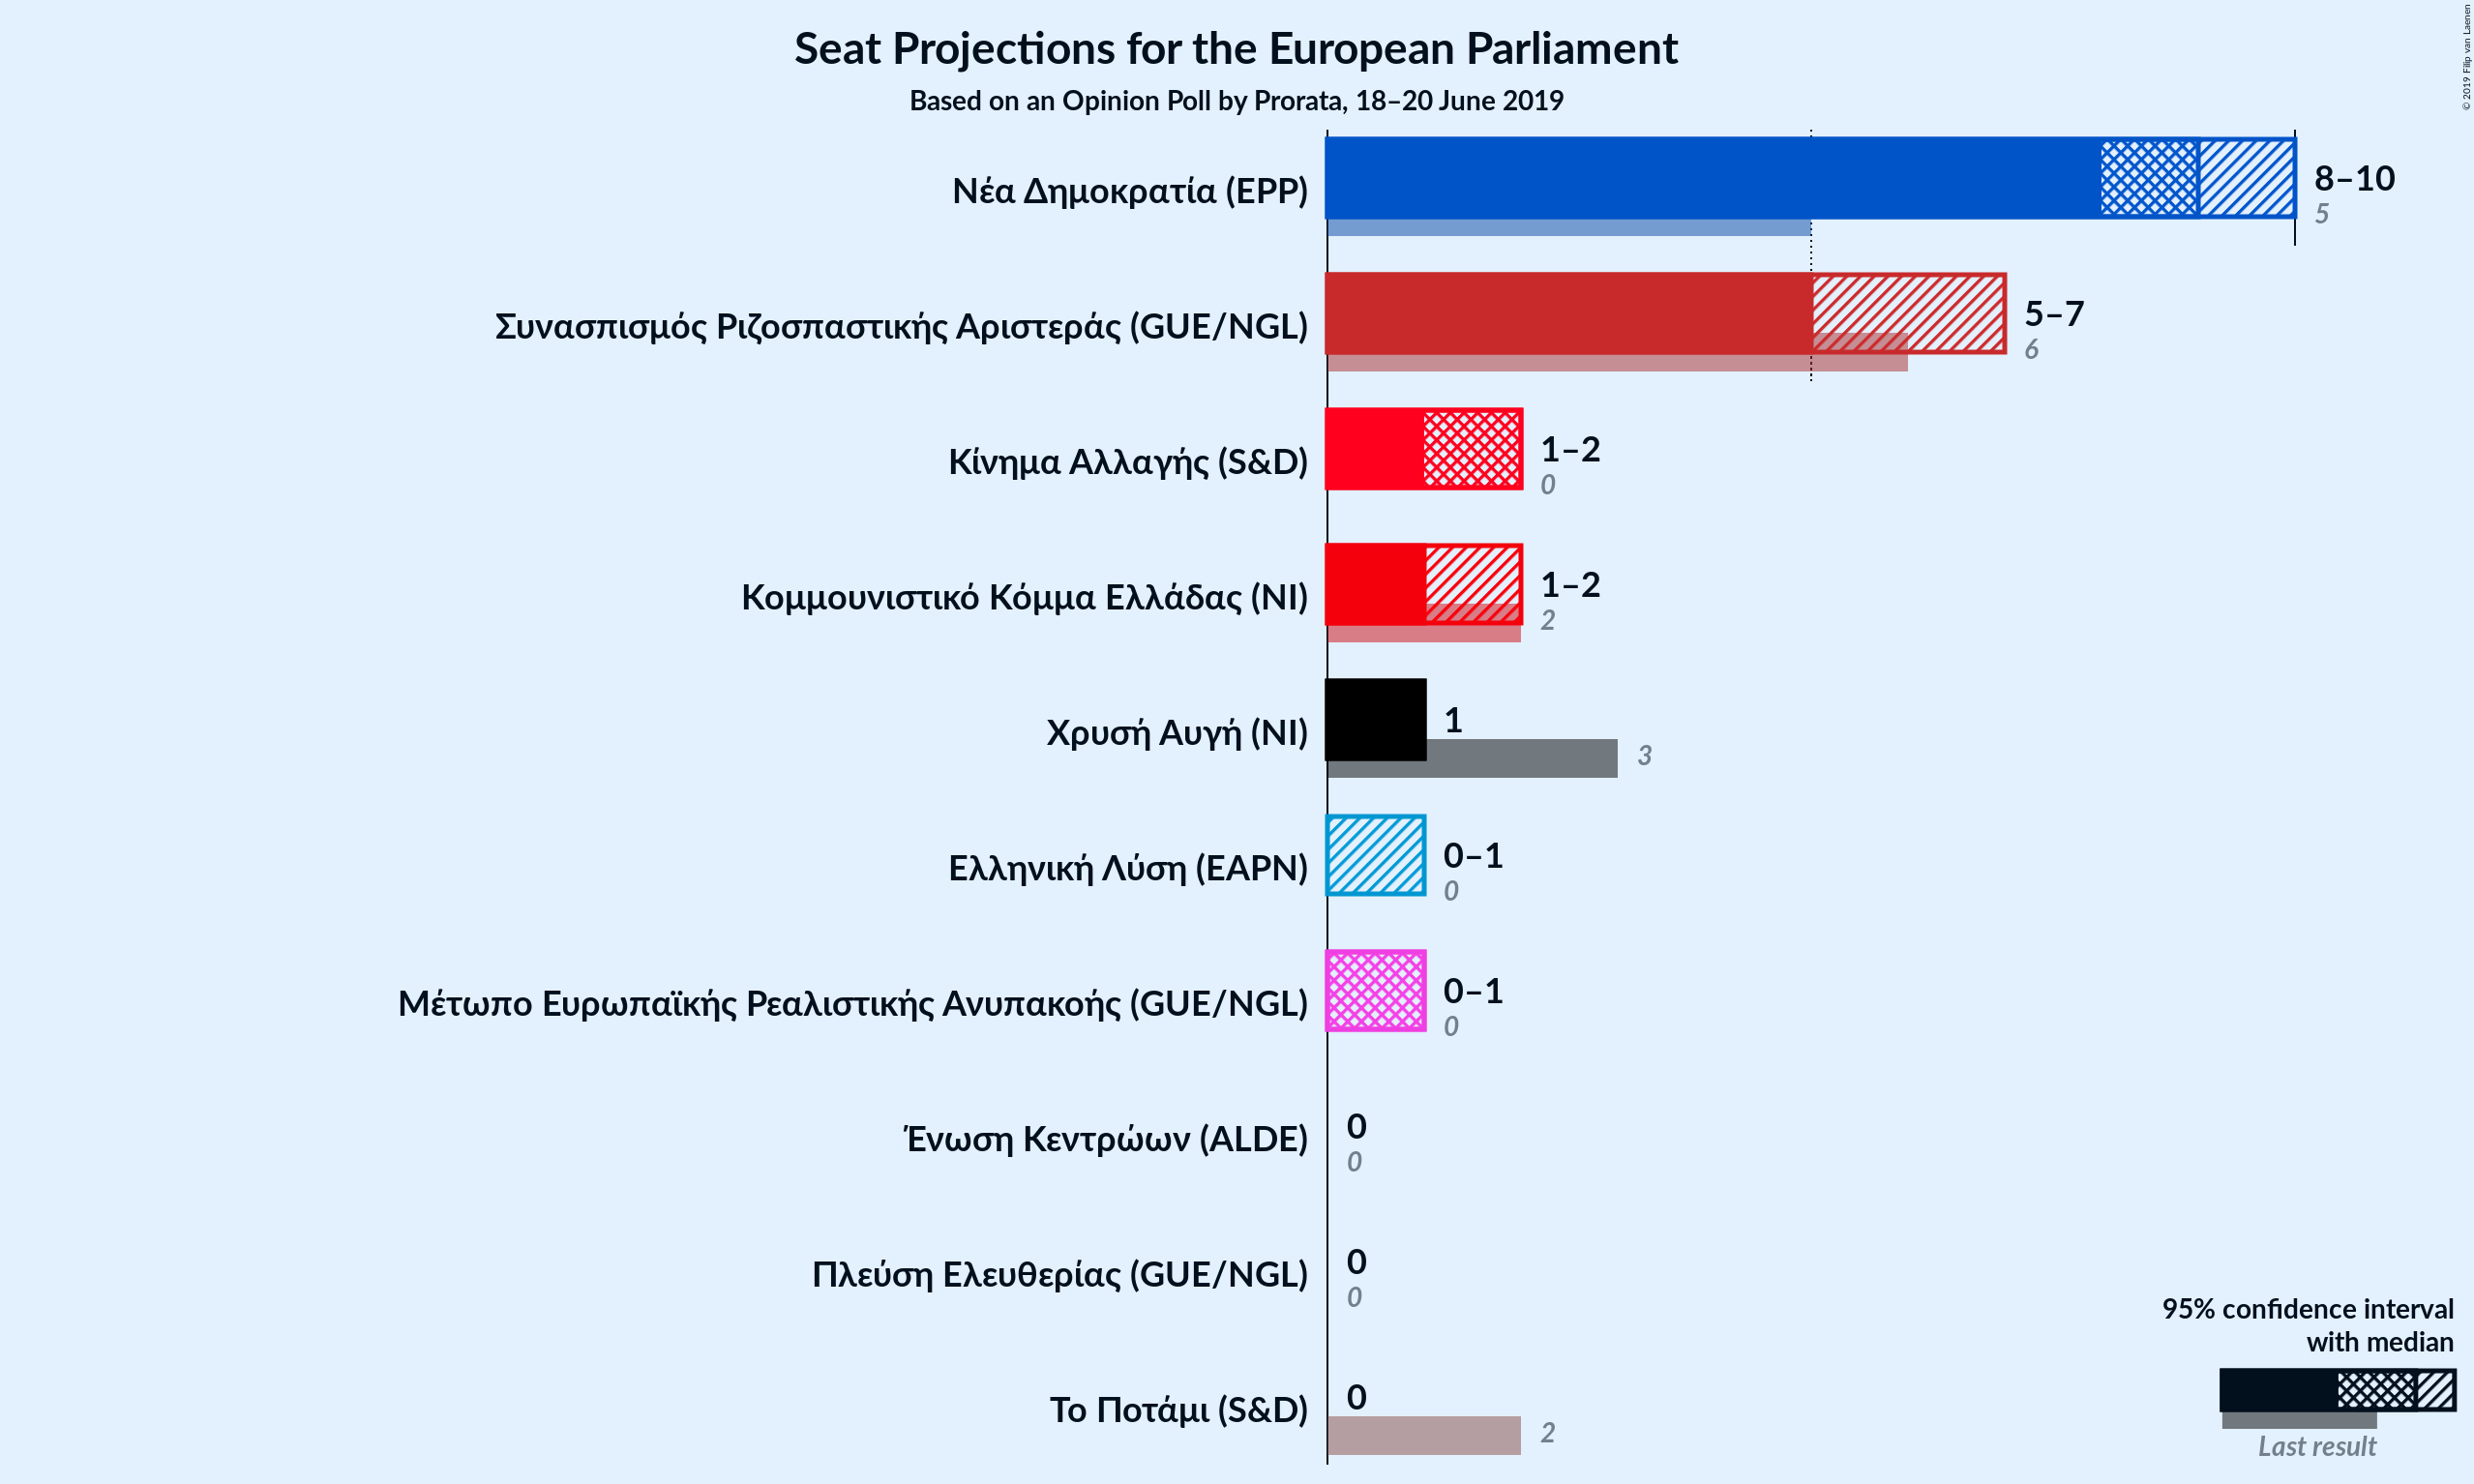 Seat Projections for the European Parliament
Based on an Opinion Poll by Prorata, 18–20 June 2019
© 2019 Filip van Laenen
Νέα Δημοκρατία (EPP)
8–10
5
Συνασπισμός Ριζοσπαστικής Αριστεράς (GUE/NGL)
5–7
6
Κίνημα Αλλαγής (S&D)
1–2
0
Κομμουνιστικό Κόμμα Ελλάδας (NI)
1–2
2
Χρυσή Αυγή (NI)
1
3
Ελληνική Λύση (EAPN)
0–1
0
Μέτωπο Ευρωπαϊκής Ρεαλιστικής Ανυπακοής (GUE/NGL)
0–1
0
Ένωση Κεντρώων (ALDE)
0
0
Πλεύση Ελευθερίας (GUE/NGL)
0
0
Το Ποτάμι (S&D)
0
2
95% confidence interval
with median
Last result